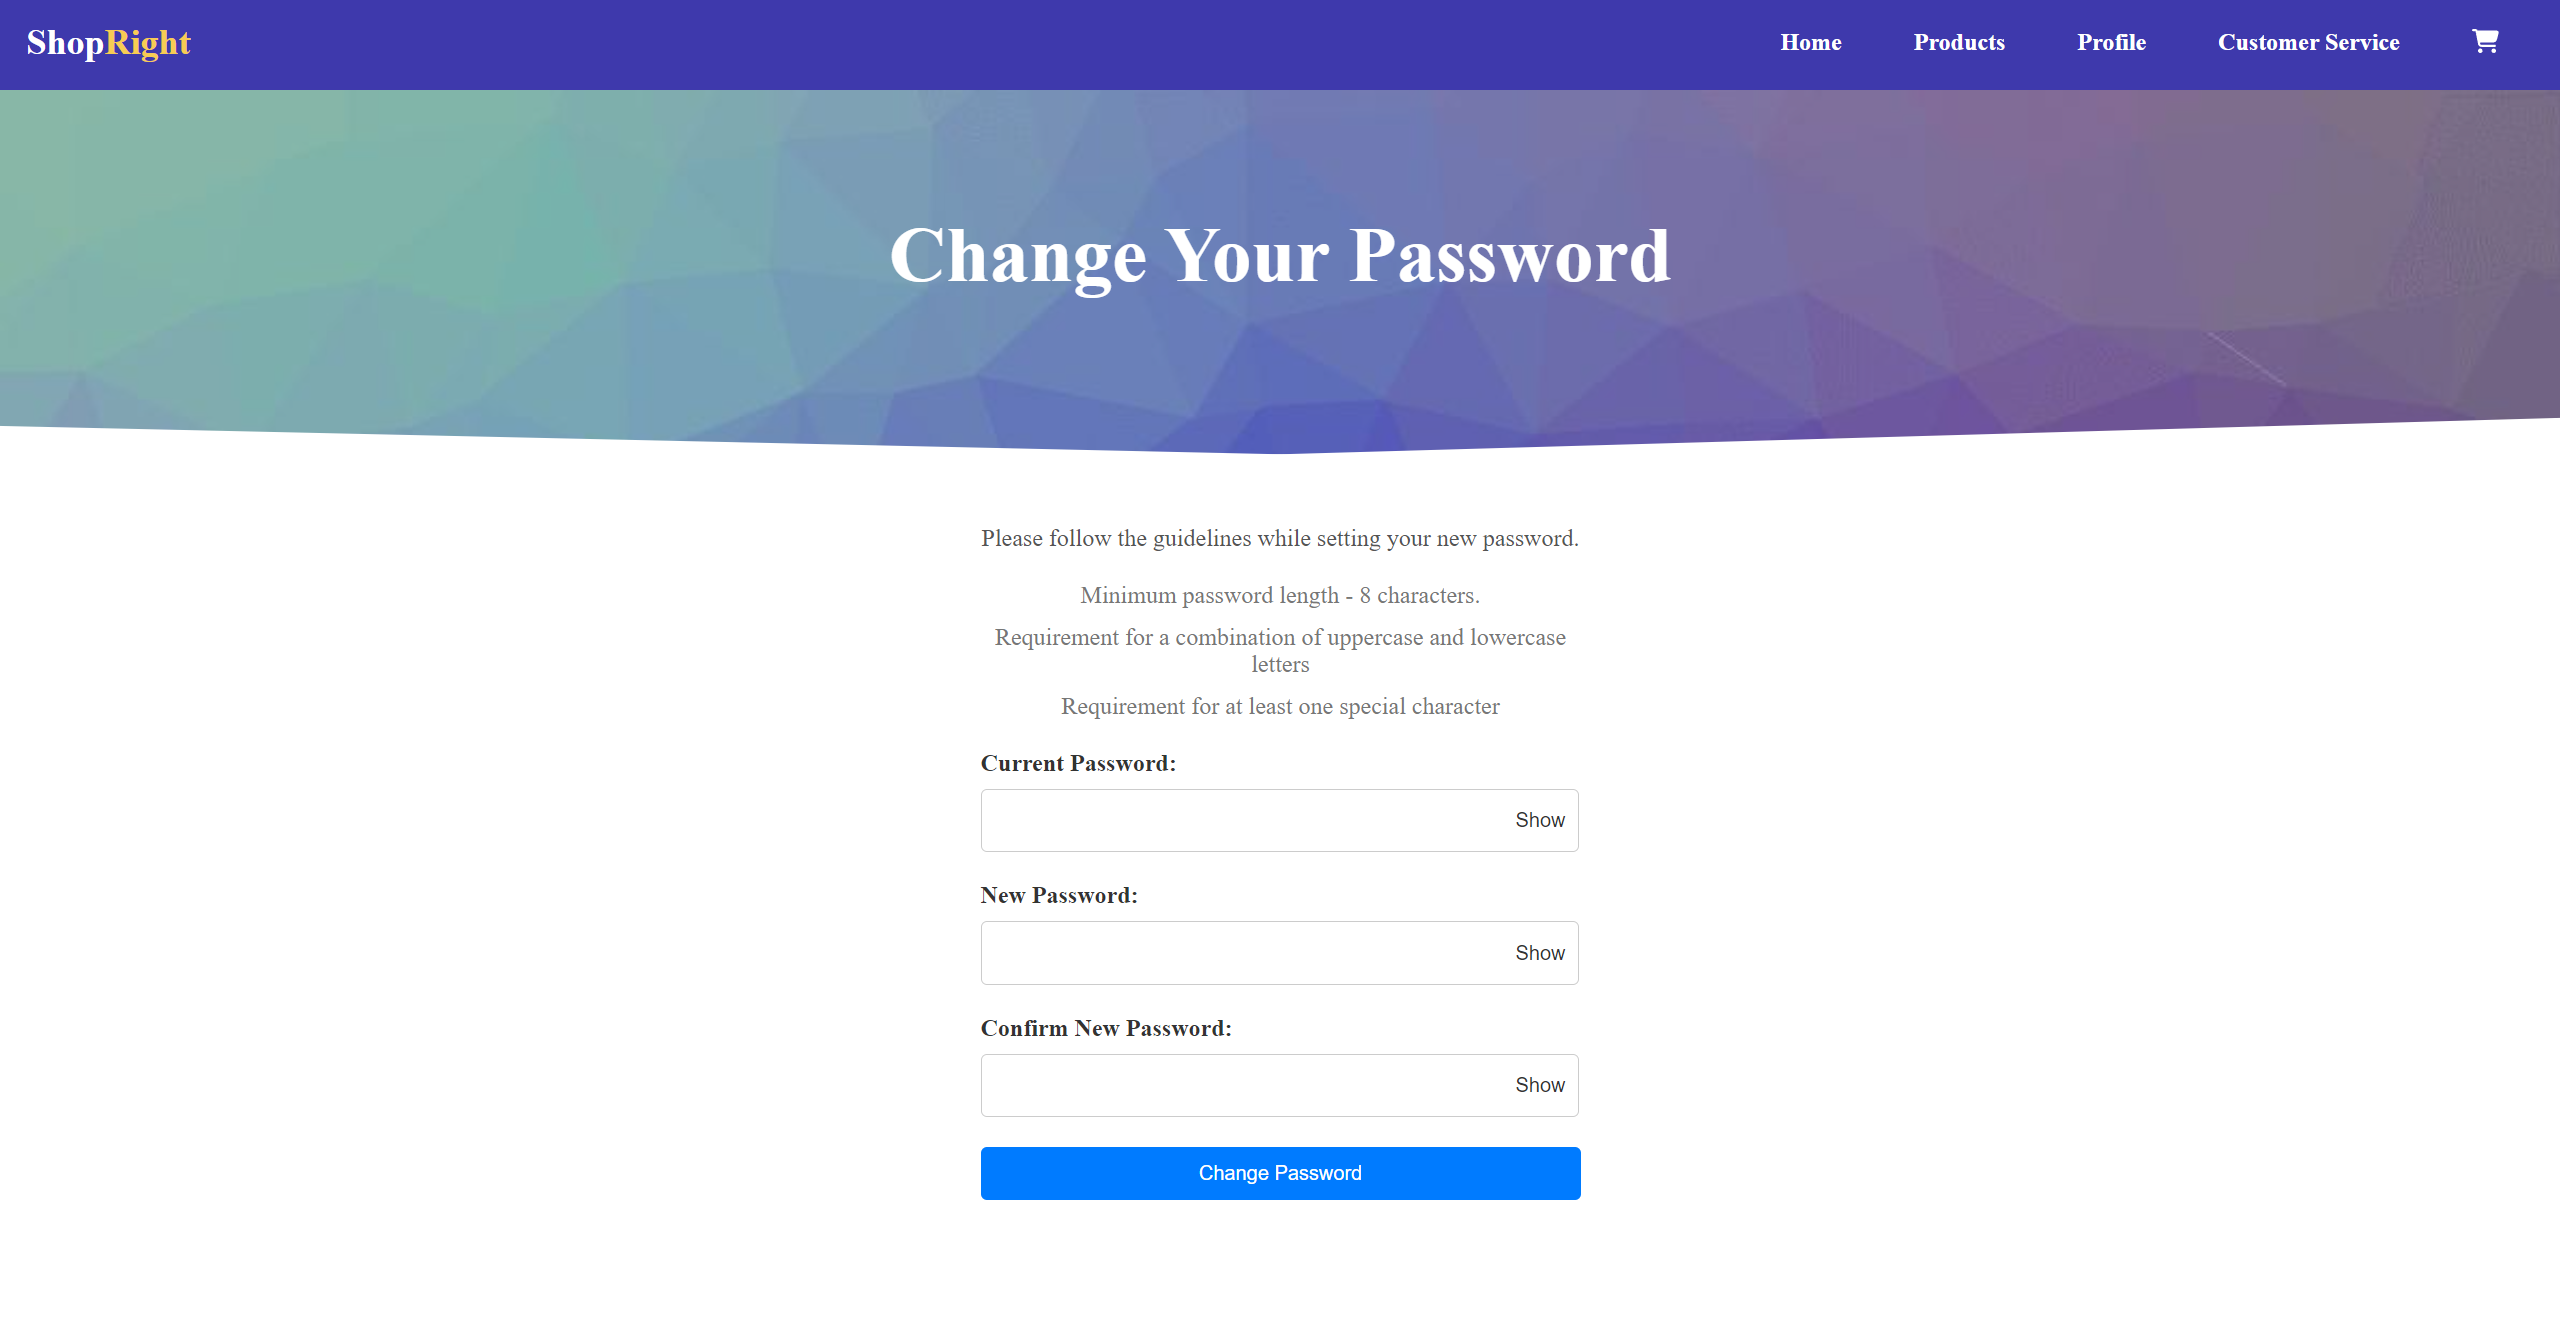 ShopRight
Home Products Profile Customer Service
Change Your Password
Please follow the guidelines while setting your new password.
Minimum password length - 8 characters.
Requirement for a combination of uppercase and lowercase
letters
Requirement for at least one special character
Current Password:
Show
New Password:
Show
Confirm New Password:
Show
Change Password